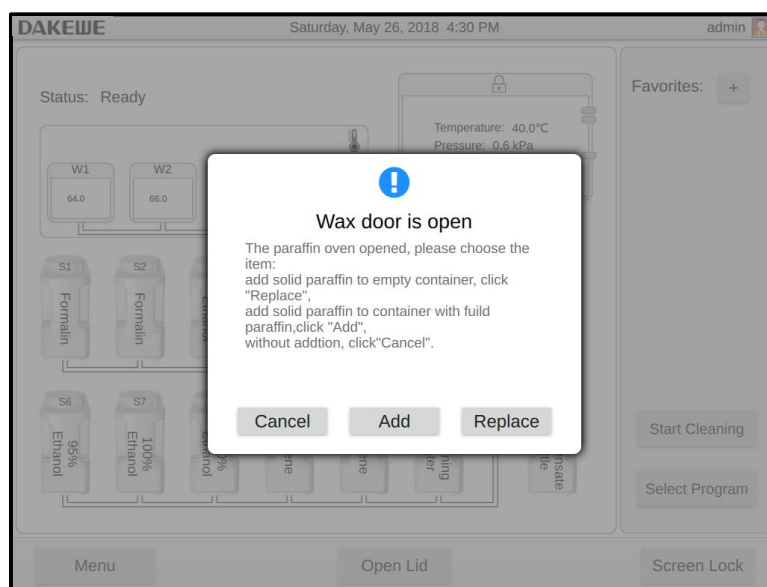 DAKEWE
Saturday, May 26, 2018 4:30 PM
admin
Status: Ready
Favorites: +
Temperature: 40.0℃
Pressure: 0.6 kPa
W1
W2
64.0
66.0
Wax door is open
The paraffin oven opened, please choose the
item:
add solid paraffin to empty container, click
"Replace",
add solid paraffin to container with fuild
paraffin,click "Add",
without addtion, click"Cancel".
Cancel
Add
Replace
S1
S2
Formalin
Formalin
S6
S7
95%
Ethanol
100%
Ethanol
Start Cleaning
Select Program
Menu
Open Lid
Screen Lock